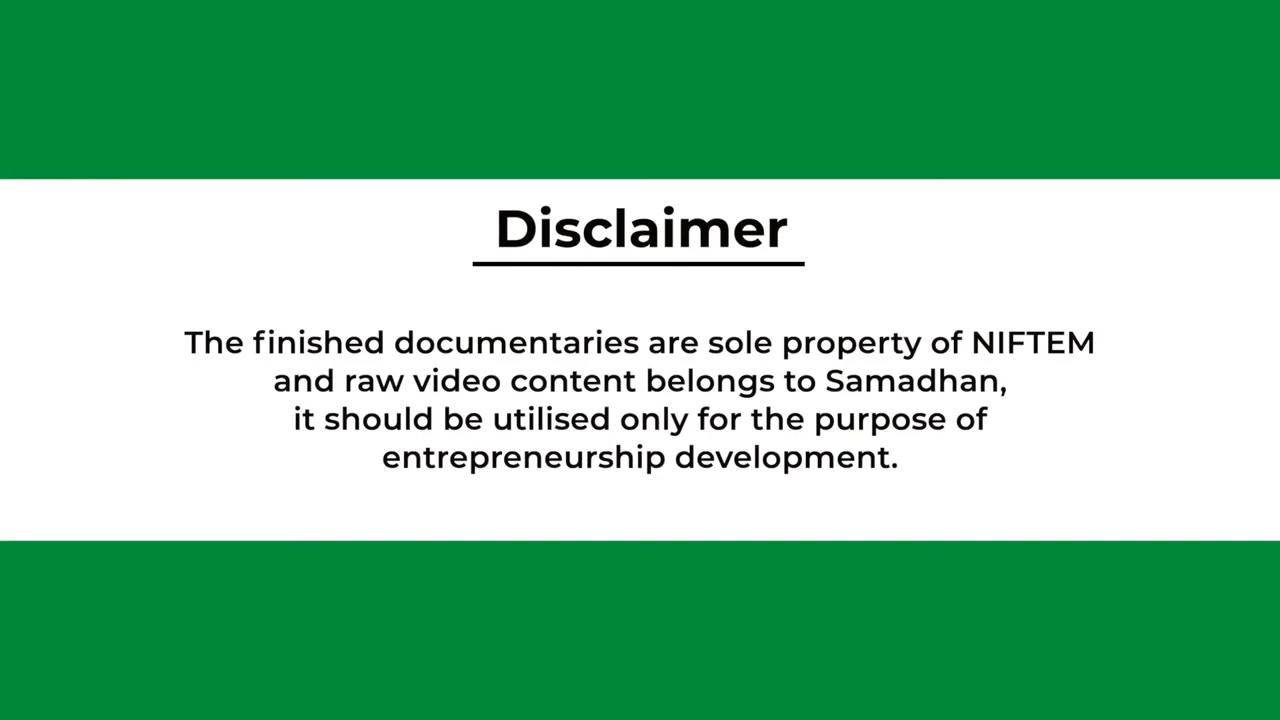 Disclaimer
The finished documentaries are sole property of NIFTEM
and raw video content belongs to Samadhan,
it should be utilised only for the purpose of
entrepreneurship development.